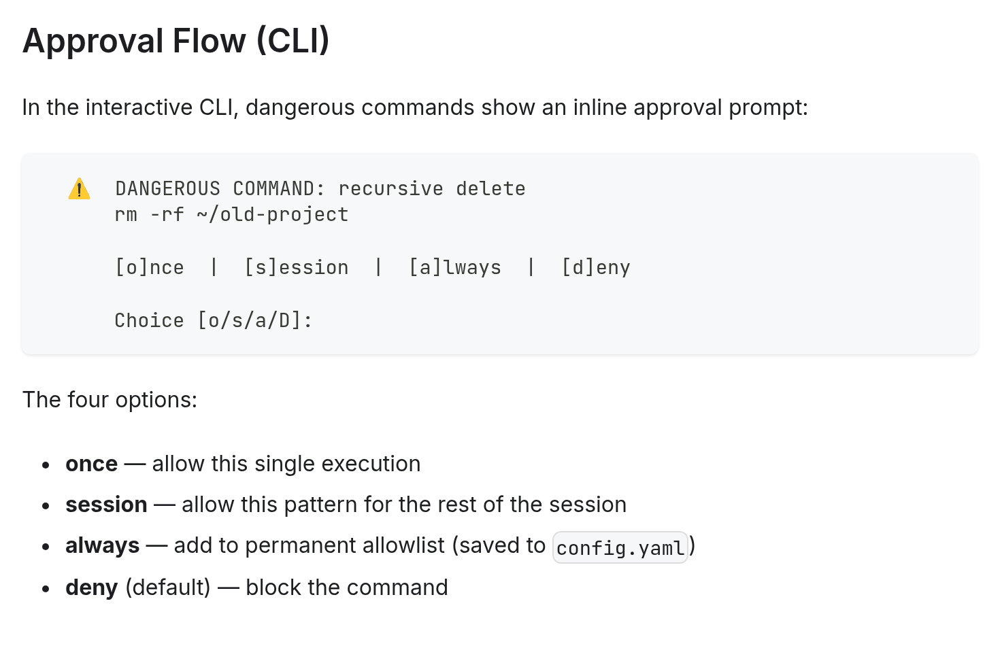 Approval Flow (CLI)
In the interactive CLI, dangerous commands show an inline approval prompt:
⚠️ DANGEROUS COMMAND: recursive delete
rm -rf ~/old-project
[o]nce | [s]ession | [a]lways | [d]eny
Choice [o/s/a/D]:
The four options:
• once — allow this single execution
• session — allow this pattern for the rest of the session
• always — add to permanent allowlist (saved to config.yaml)
• deny (default) — block the command